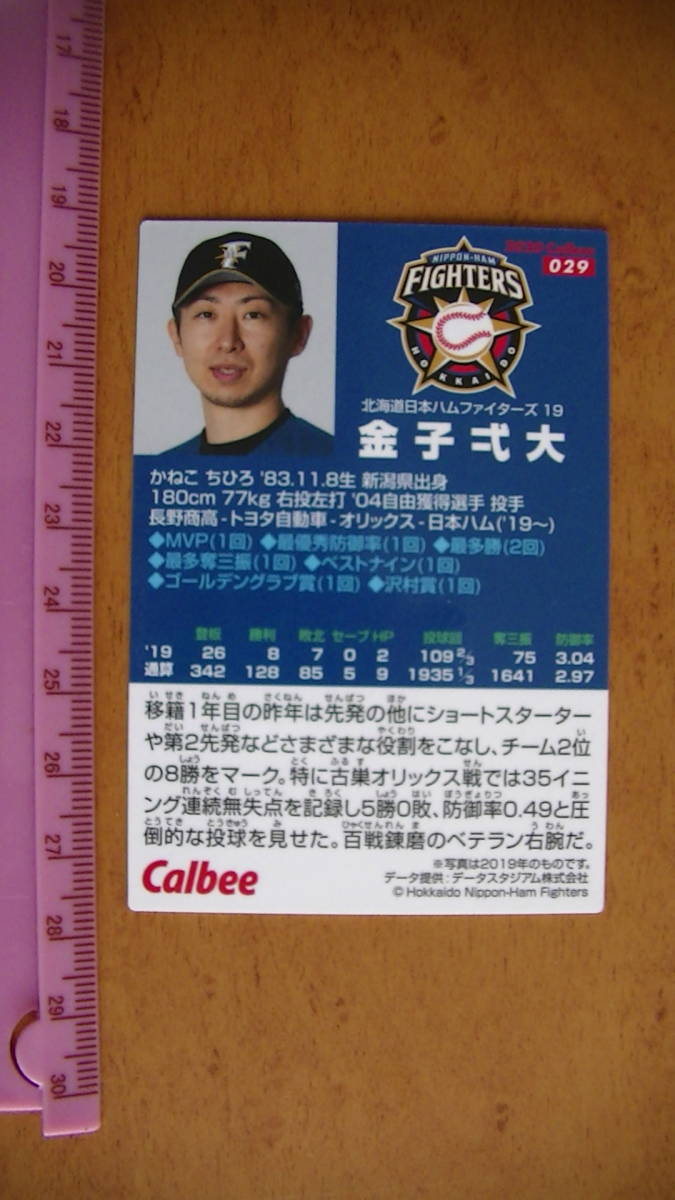 17
18
19
20
21
22
23
24
25
26
27
28
29
30
F
2020 Calbee
029
NIPPON-HAM
FIGHTERS
HOKKAIDO
北海道日本ハムファイターズ 19
金子弌大
かねこ ちひろ '83.11.8生 新潟県出身
180cm 77kg 右投左打 '04自由獲得選手 投手
長野商高-トヨタ自動車-オリックス-日本ハム('19〜)
◆MVP(1回) ◆最優秀防御率(1回) ◆最多勝(2回)
◆最多奪三振(1回) ◆ベストナイン(1回)
◆ゴールデングラブ賞(1回) ◆沢村賞(1回)
登板 勝利 敗北 セーブ HP 投球回 奪三振 防御率
'19 26 8 7 0 2 109 2/3 75 3.04
通算 342 128 85 5 9 1935 1/3 1641 2.97
移籍1年目の昨年は先発の他にショートスターター
や第2先発などさまざまな役割をこなし、チーム2位
の8勝をマーク。特に古巣オリックス戦では35イニ
ング連続無失点を記録し5勝0敗、防御率0.49と圧
倒的な投球を見せた。百戦錬磨のベテラン右腕だ。
※写真は2019年のものです。
Calbee
データ提供:データスタジアム株式会社
© Hokkaido Nippon-Ham Fighters